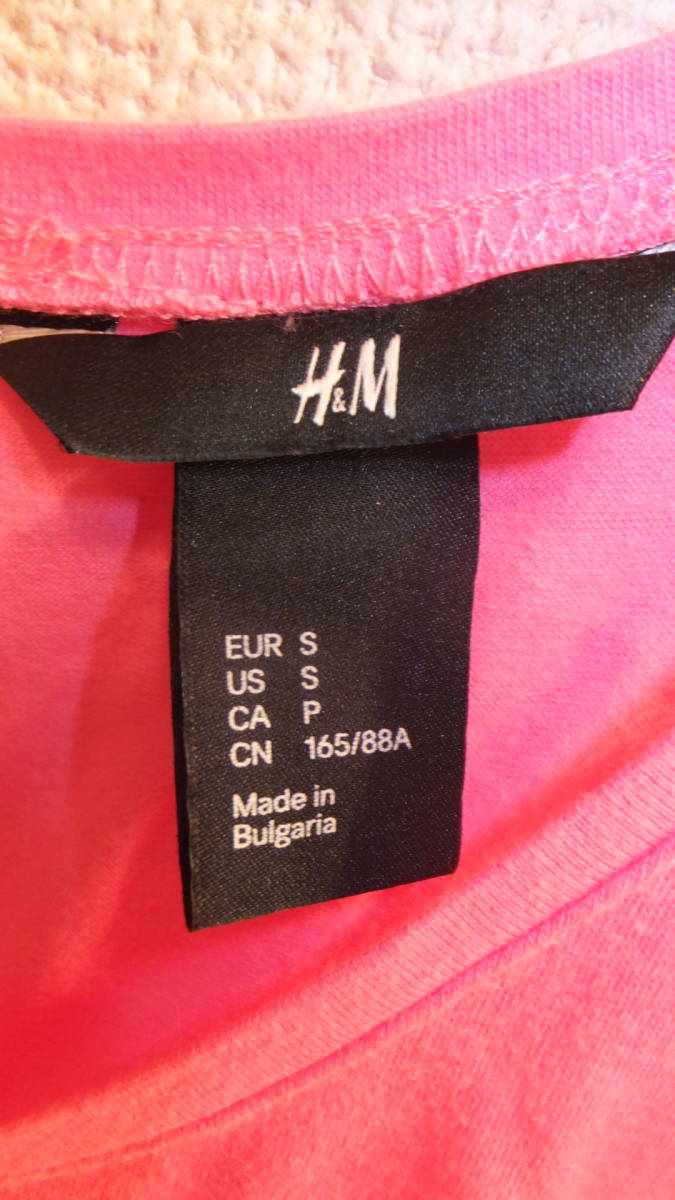 H&M
EUR S
US S
CA P
CN 165/88A
Made in
Bulgaria